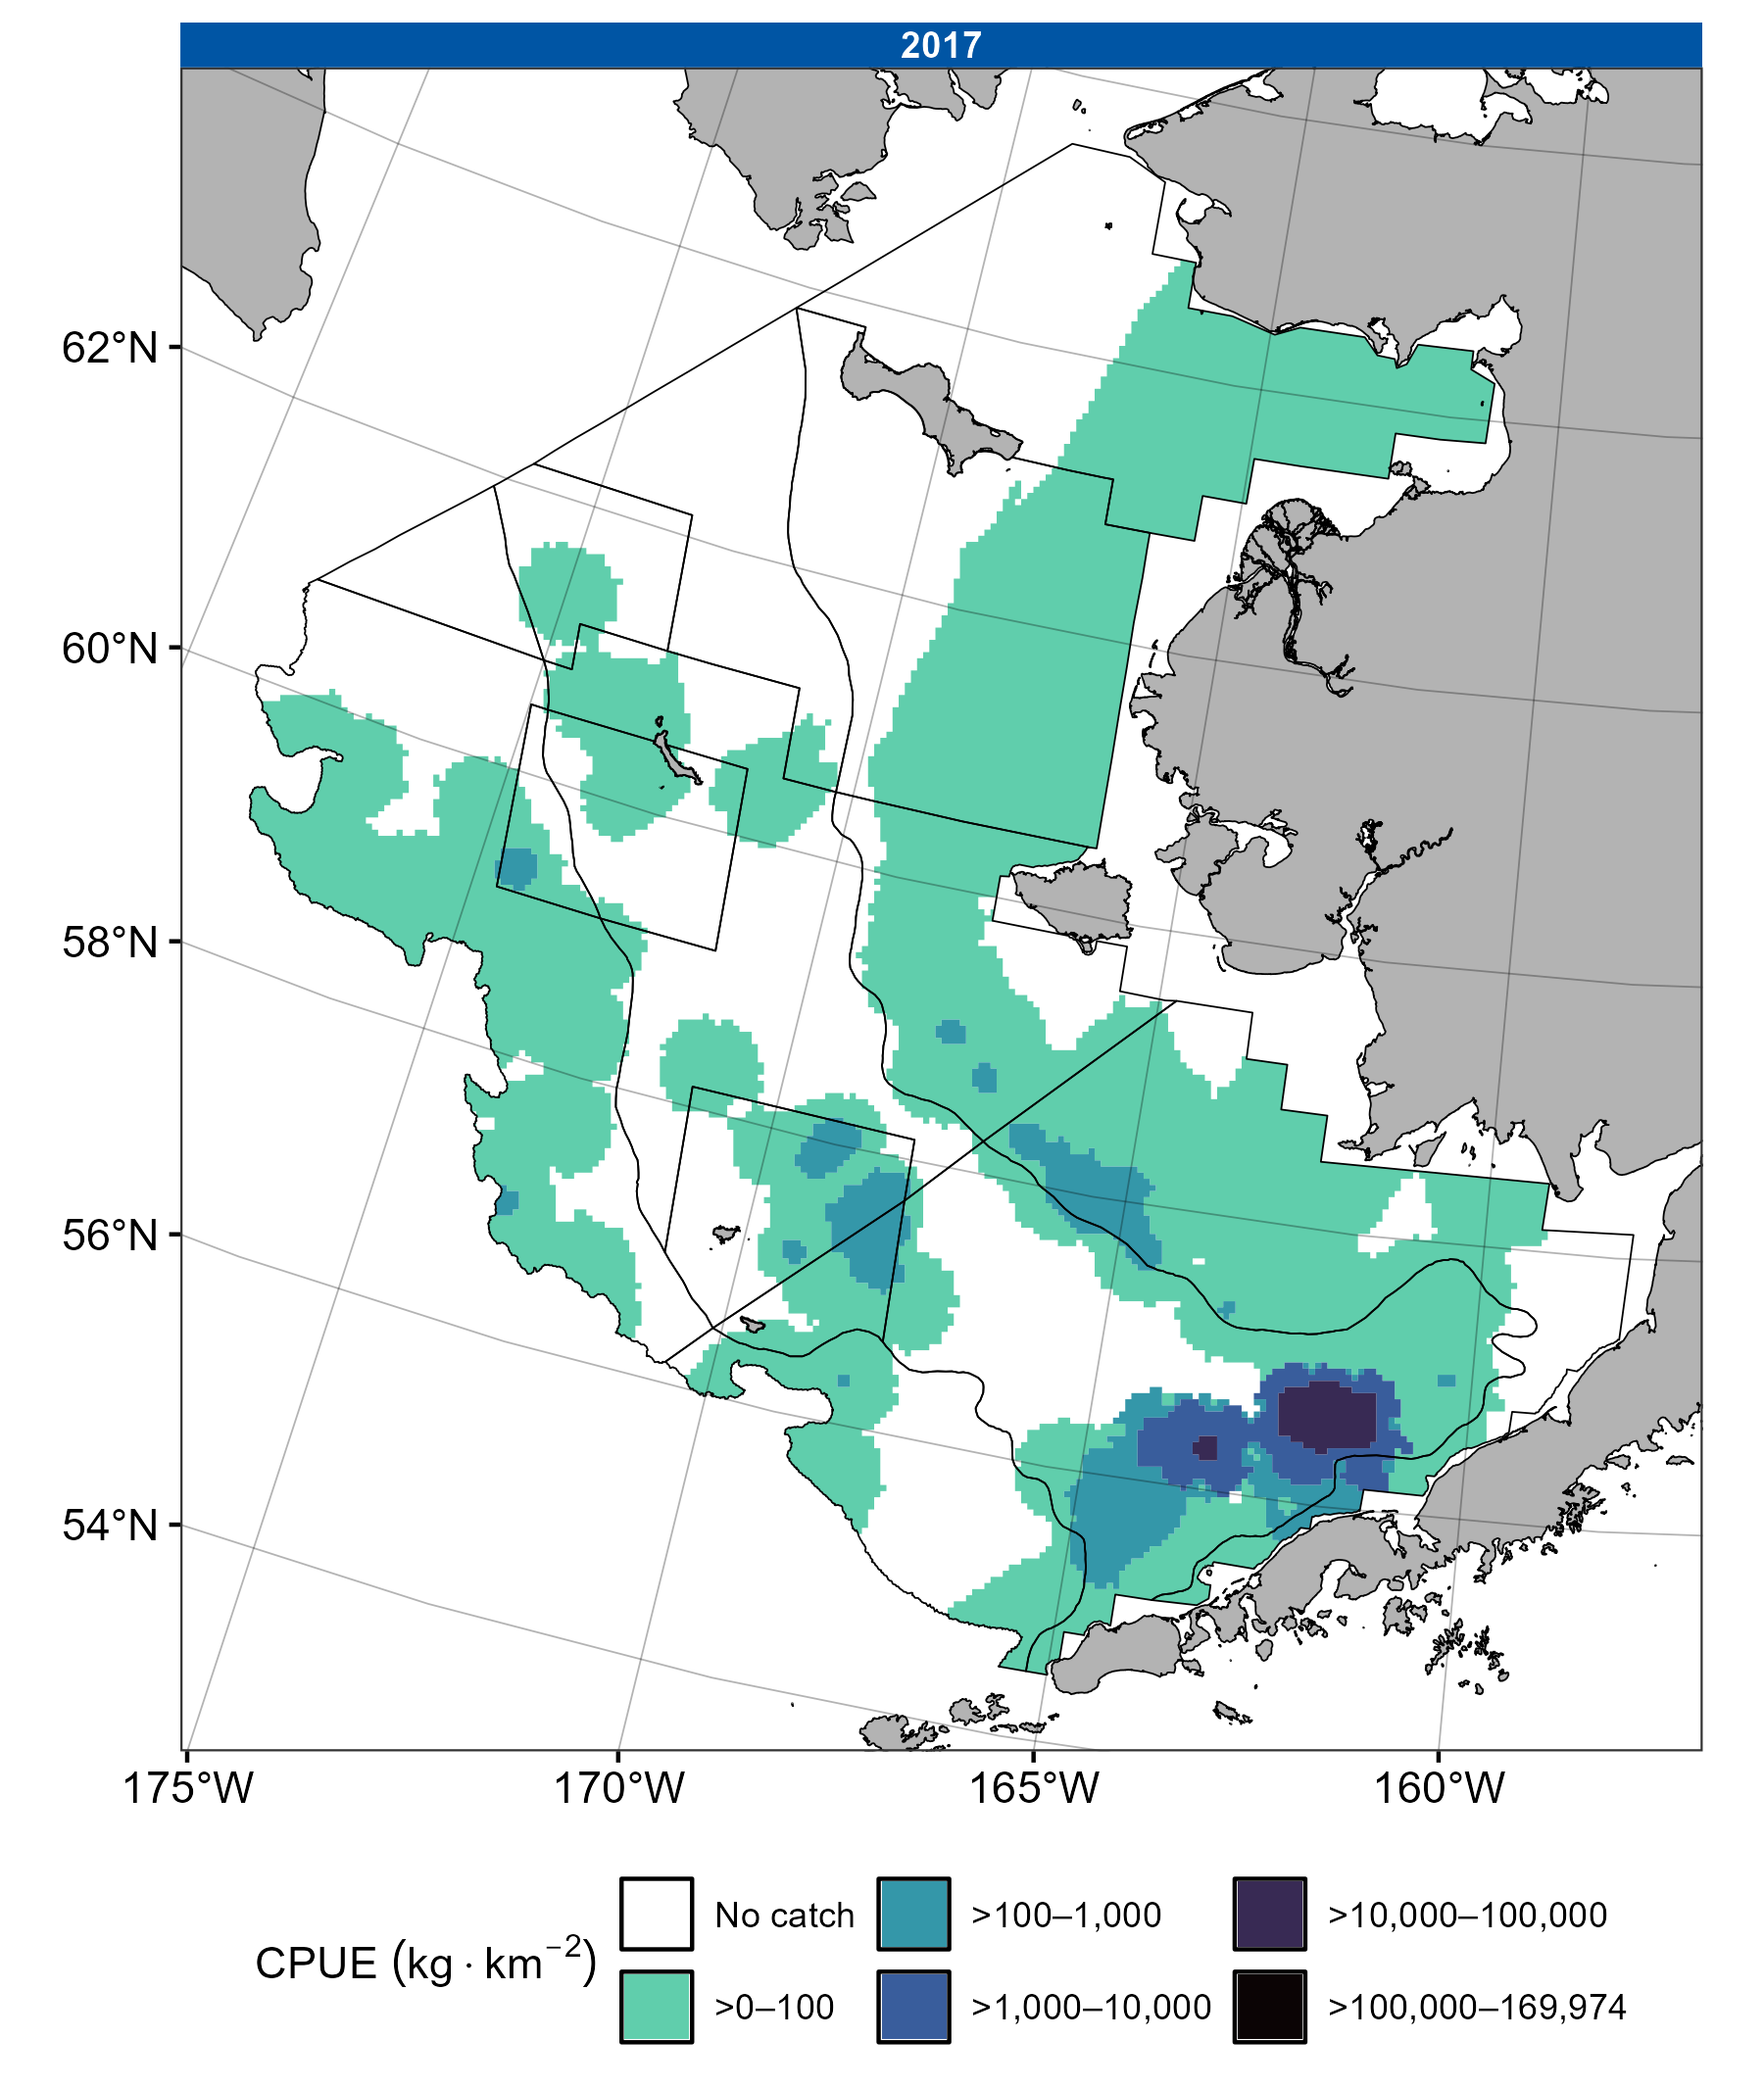 2017
62°N
60°N
58°N
56°N
54°N
175°W 170°W 165°W 160°W
CPUE (kg · km−2)
No catch
>0–100
>100–1,000
>1,000–10,000
>10,000–100,000
>100,000–169,974